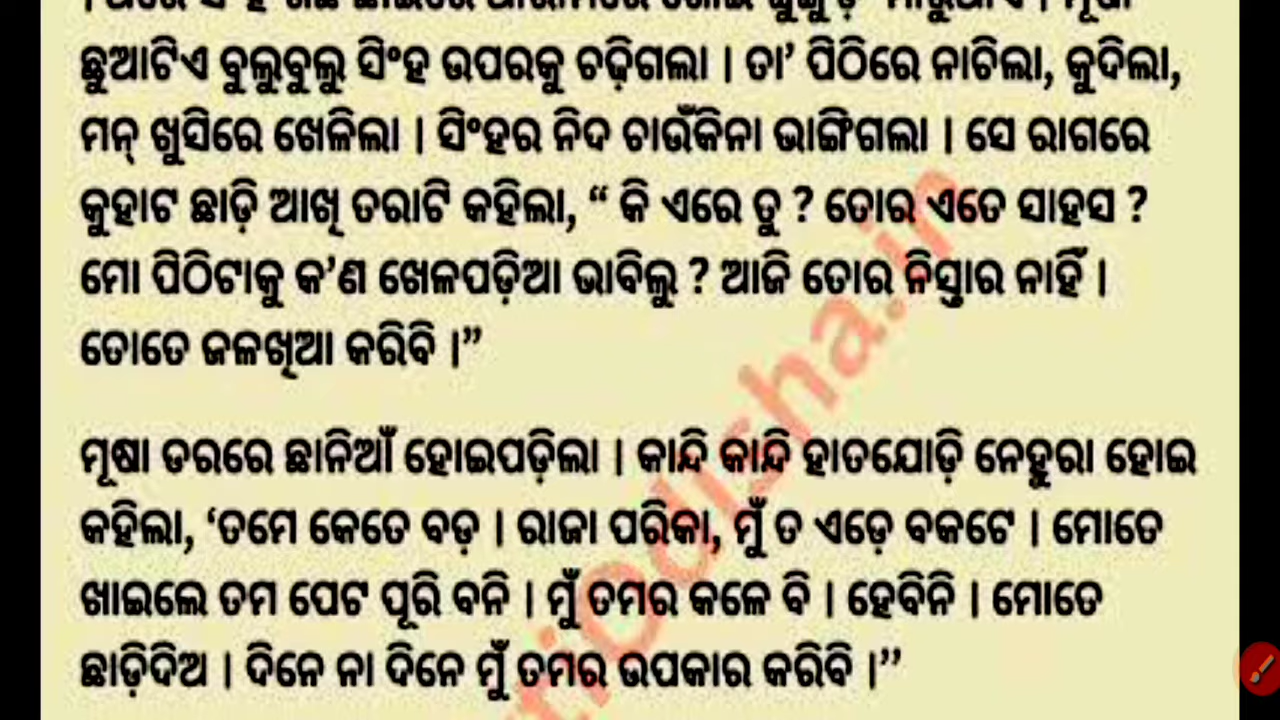 ଛୁଆଟିଏ ବୁଲୁବୁଲୁ ସିଂହ ଉପରକୁ ଚଢ଼ିଗଲା । ତା’ ପିଠିରେ ନାଚିଲା, କୁଦିଲା,
ମନ୍ ଖୁସିରେ ଖେଳିଲା । ସିଂହର ନିଦ ଚାଉଁକିନା ଭାଙ୍ଗିଗଲା । ସେ ରାଗରେ
କୁହାଟ ଛାଡ଼ି ଆଖି ତରାଟି କହିଲା, “ କି ଏରେ ତୁ ? ତୋର ଏତେ ସାହସ ?
ମୋ ପିଠିଟାକୁ କ’ଣ ଖେଳପଡ଼ିଆ ଭାବିଲୁ ? ଆଜି ତୋର ନିସ୍ତାର ନାହିଁ ।
ତୋତେ ଜଳଖିଆ କରିବି ।”
ମୂଷା ଡରରେ ଛାନିଆଁ ହୋଇପଡ଼ିଲା । କାନ୍ଦି କାନ୍ଦି ହାତଯୋଡ଼ି ନେହୁରା ହୋଇ
କହିଲା, ‘ତମେ କେତେ ବଡ଼ । ରାଜା ପରିକା, ମୁଁ ତ ଏଡ଼େ ବକଟେ । ମୋତେ
ଖାଇଲେ ତମ ପେଟ ପୂରି ବନି । ମୁଁ ତମର କଳେ ବି । ହେବିନି । ମୋତେ
ଛାଡ଼ିଦିଅ । ଦିନେ ନା ଦିନେ ମୁଁ ତମର ଉପକାର କରିବି ।’’